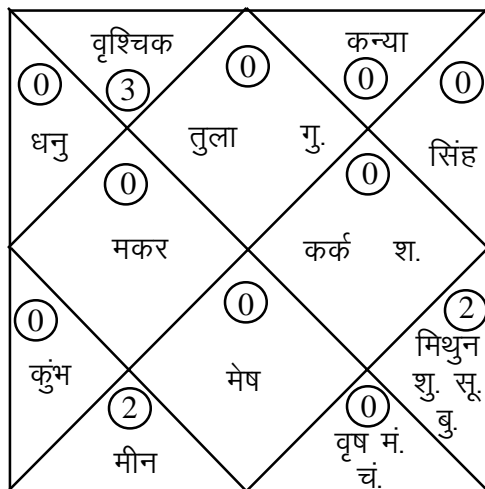 वृश्चिक
3
0
कन्या
0
0
धनु
0
तुला गु.
सिंह
0
मकर
0
कर्क श.
0
कुंभ
0
मेष
2
मिथुन
शु. सू.
बु.
2
मीन
0
वृष मं.
चं.